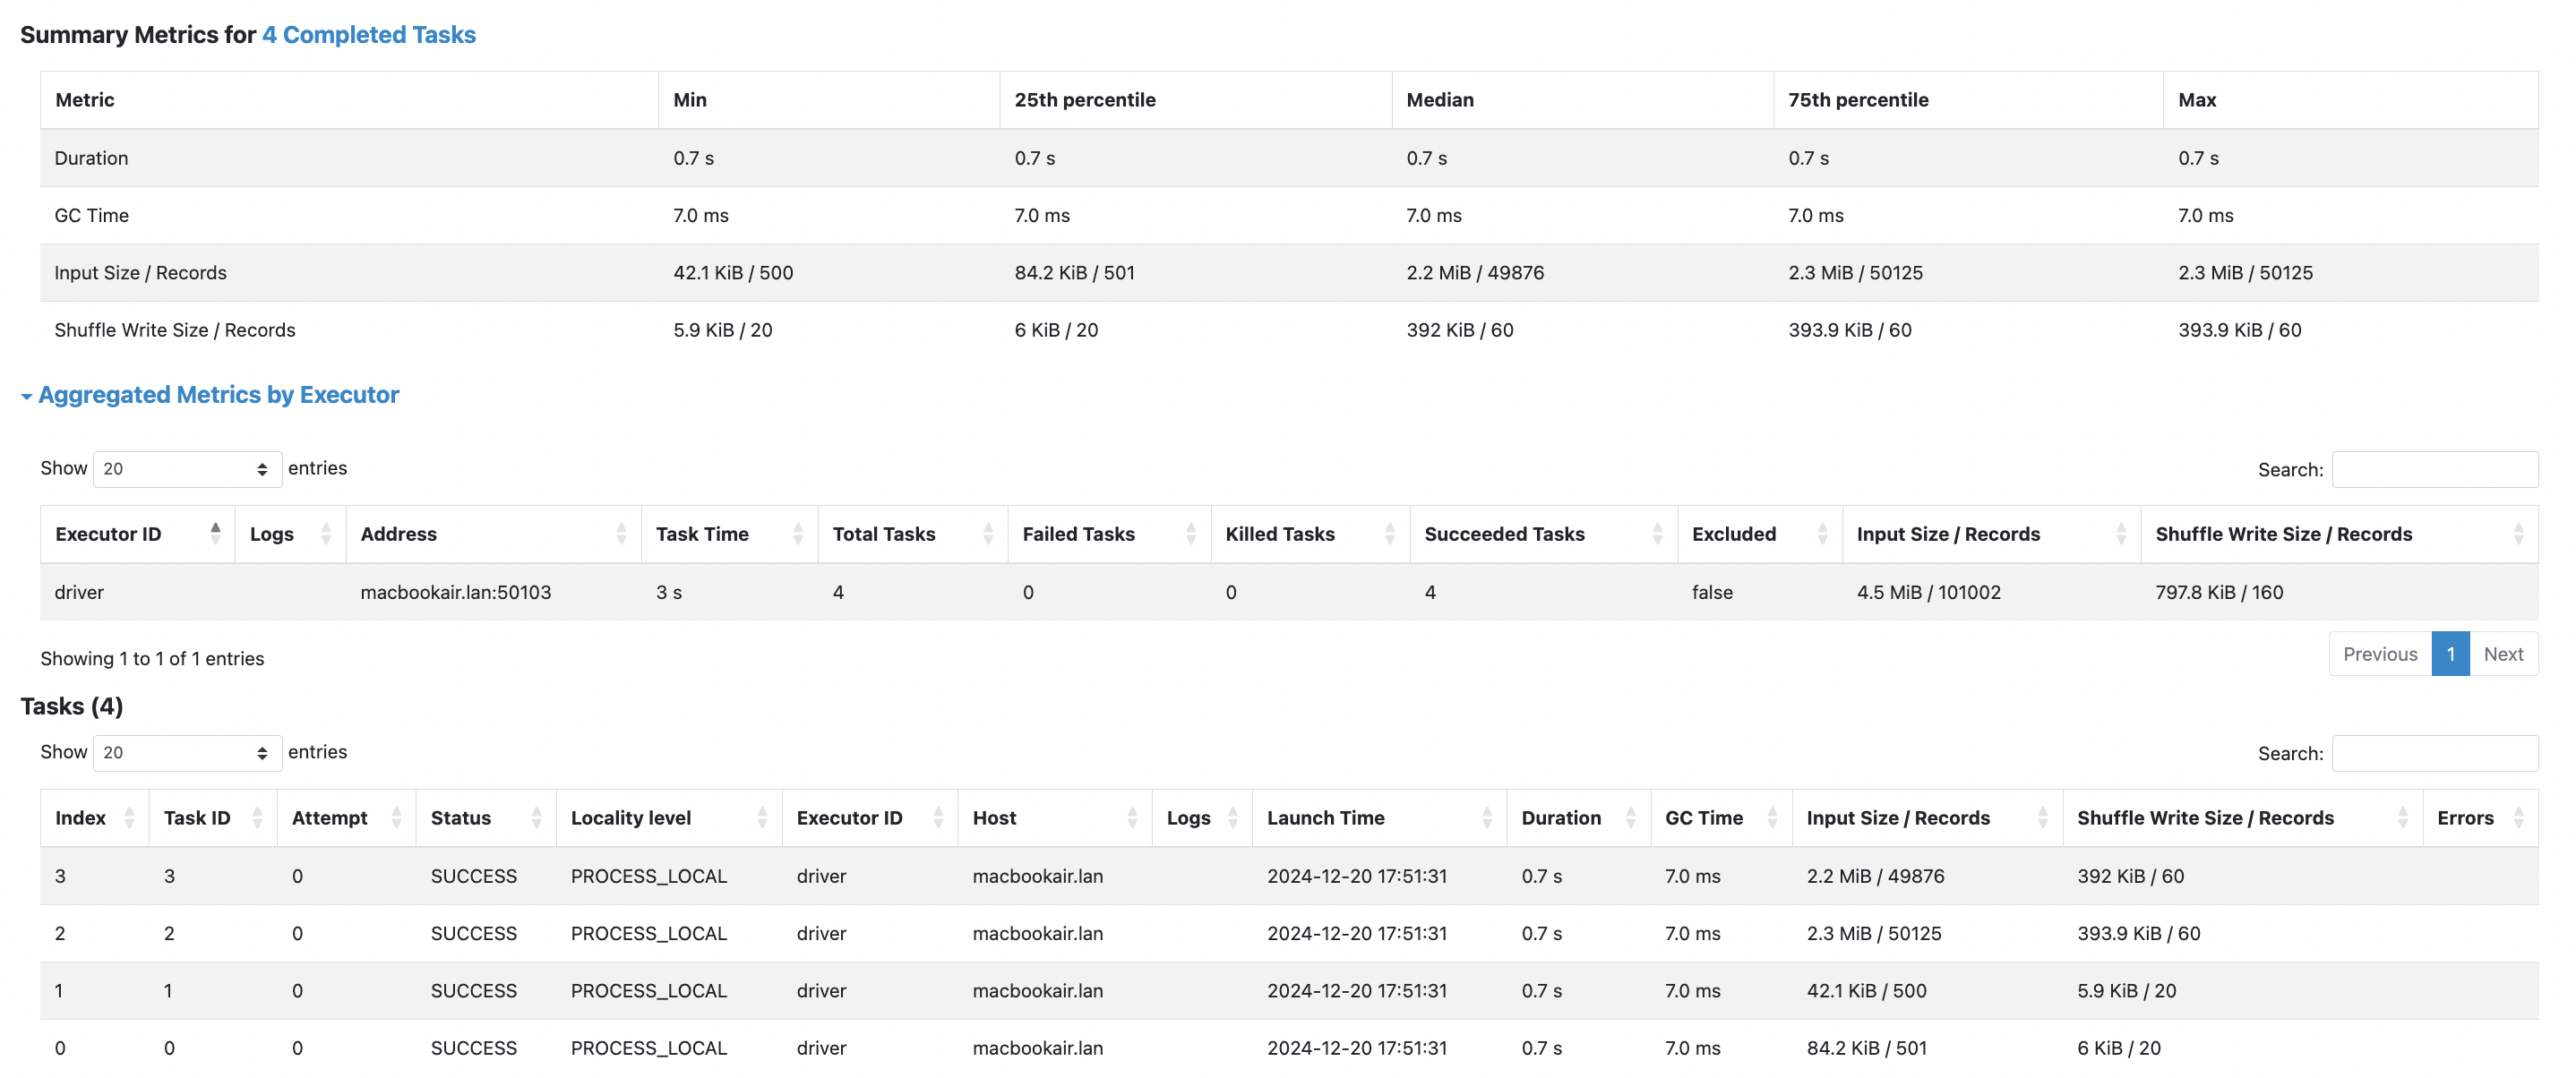 Summary Metrics for 4 Completed Tasks
Metric Min 25th percentile Median 75th percentile Max
Duration 0.7 s 0.7 s 0.7 s 0.7 s 0.7 s
GC Time 7.0 ms 7.0 ms 7.0 ms 7.0 ms 7.0 ms
Input Size / Records 42.1 KiB / 500 84.2 KiB / 501 2.2 MiB / 49876 2.3 MiB / 50125 2.3 MiB / 50125
Shuffle Write Size / Records 5.9 KiB / 20 6 KiB / 20 392 KiB / 60 393.9 KiB / 60 393.9 KiB / 60
Aggregated Metrics by Executor
Show 20 entries Search:
Executor ID Logs Address Task Time Total Tasks Failed Tasks Killed Tasks Succeeded Tasks Excluded Input Size / Records Shuffle Write Size / Records
driver macbookair.lan:50103 3 s 4 0 0 4 false 4.5 MiB / 101002 797.8 KiB / 160
Showing 1 to 1 of 1 entries Previous 1 Next
Tasks (4)
Show 20 entries Search:
Index Task ID Attempt Status Locality level Executor ID Host Logs Launch Time Duration GC Time Input Size / Records Shuffle Write Size / Records Errors
3 3 0 SUCCESS PROCESS_LOCAL driver macbookair.lan 2024-12-20 17:51:31 0.7 s 7.0 ms 2.2 MiB / 49876 392 KiB / 60
2 2 0 SUCCESS PROCESS_LOCAL driver macbookair.lan 2024-12-20 17:51:31 0.7 s 7.0 ms 2.3 MiB / 50125 393.9 KiB / 60
1 1 0 SUCCESS PROCESS_LOCAL driver macbookair.lan 2024-12-20 17:51:31 0.7 s 7.0 ms 42.1 KiB / 500 5.9 KiB / 20
0 0 0 SUCCESS PROCESS_LOCAL driver macbookair.lan 2024-12-20 17:51:31 0.7 s 7.0 ms 84.2 KiB / 501 6 KiB / 20